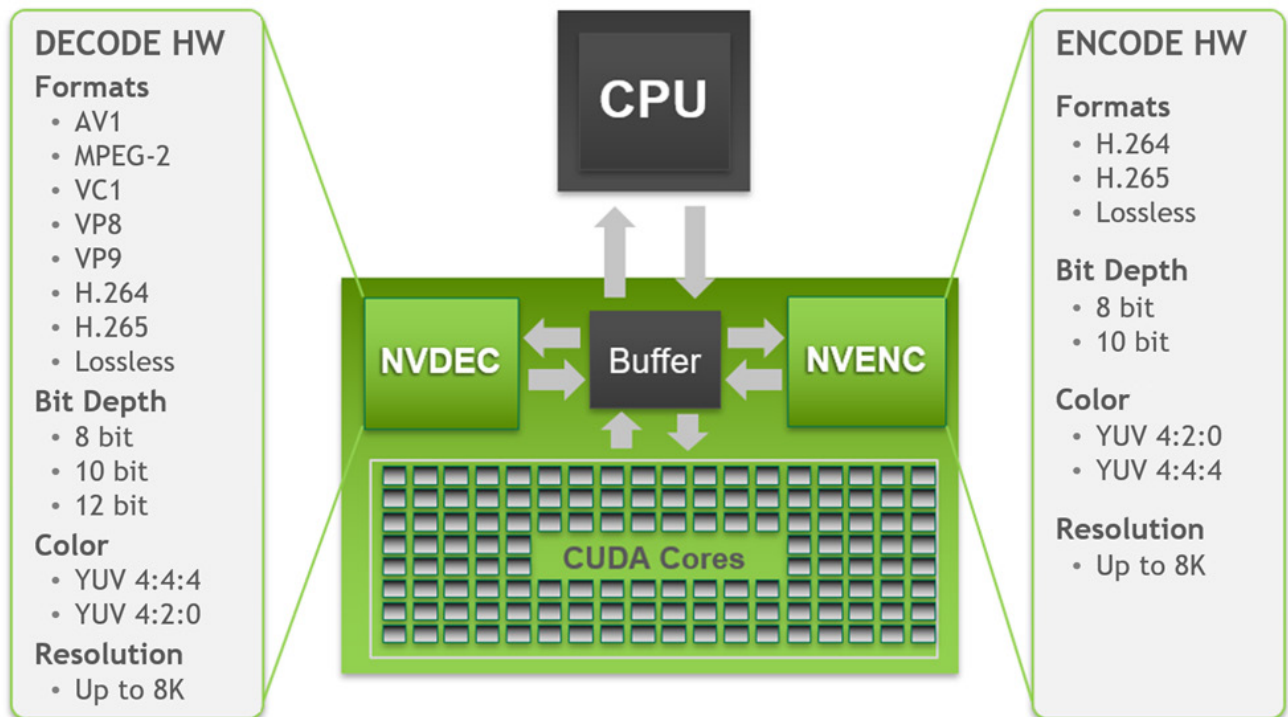 DECODE HW
Formats
• AV1
• MPEG-2
• VC1
• VP8
• VP9
• H.264
• H.265
• Lossless
Bit Depth
• 8 bit
• 10 bit
• 12 bit
Color
• YUV 4:4:4
• YUV 4:2:0
Resolution
• Up to 8K
CPU
NVDEC
Buffer
NVENC
CUDA Cores
ENCODE HW
Formats
• H.264
• H.265
• Lossless
Bit Depth
• 8 bit
• 10 bit
Color
• YUV 4:2:0
• YUV 4:4:4
Resolution
• Up to 8K